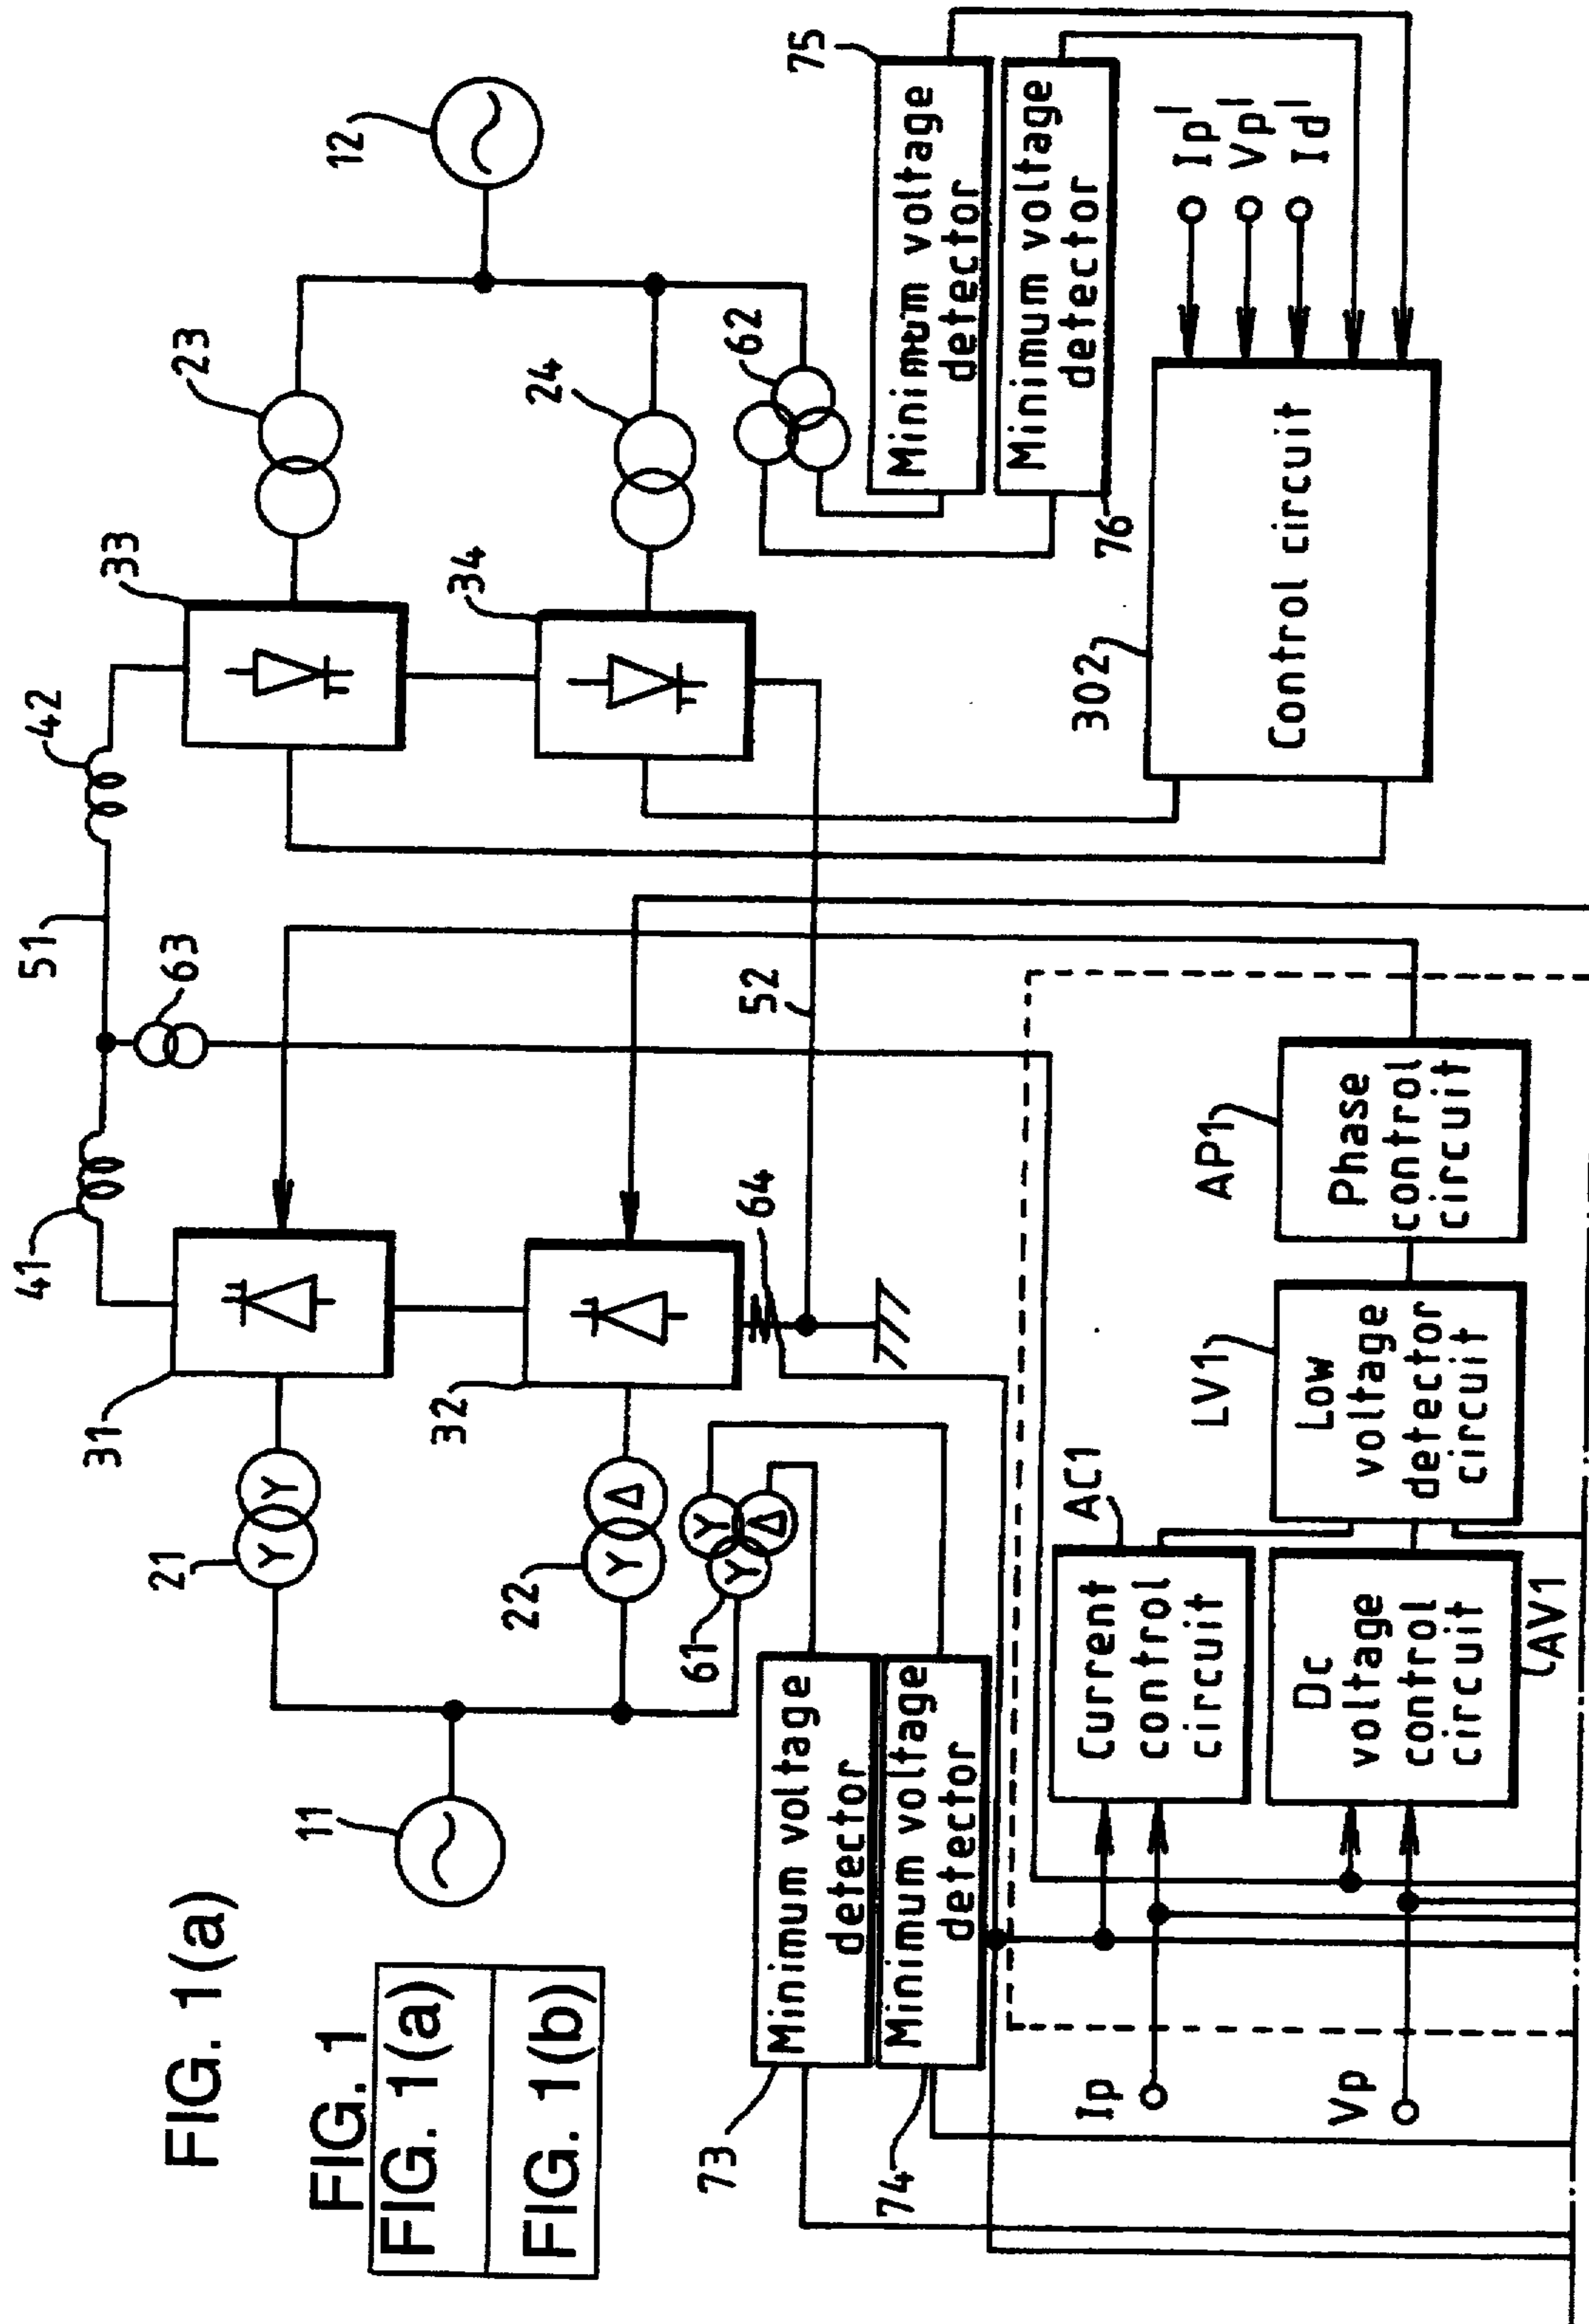 FIG. 1(a)
FIG. 1
FIG. 1(a)
FIG. 1(b)
41
51
42
63
31
33
21
23
11
12
32
34
22
24
61
62
64
52
73
Minimum voltage
detector
74
Minimum voltage
detector
75
Minimum voltage
detector
76
Minimum voltage
detector
Y
Y
Y
Δ
Y
Y
Δ
302
Control circuit
Ip'
Vp'
Id'
AC1
Current
control
circuit
LV1
Low
voltage
detector
circuit
AP1
Phase
control
circuit
Dc
voltage
control
circuit
AV1
Ip
Vp